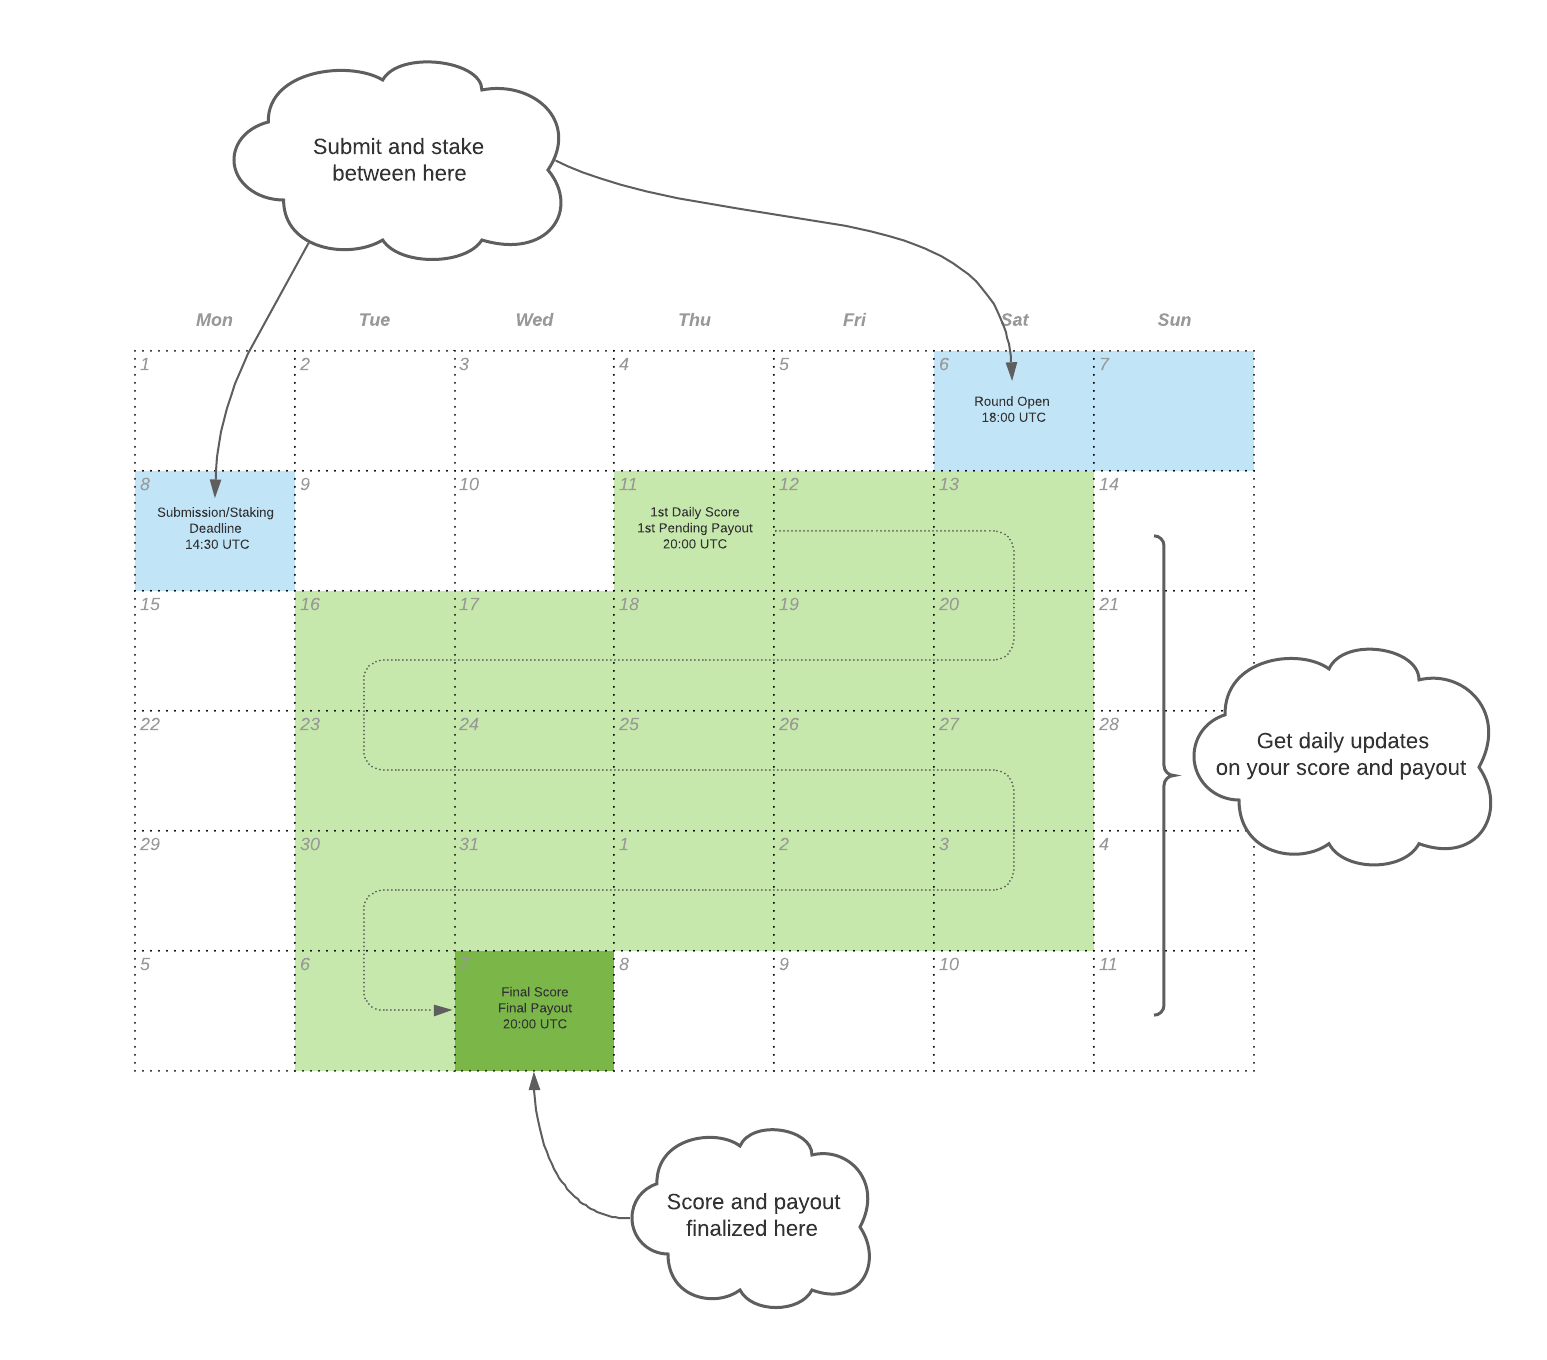 Submit and stake
between here
Mon Tue Wed Thu Fri Sat Sun
1 2 3 4 5 6 7
Round Open
18:00 UTC
8 9 10 11 12 13 14
Submission/Staking
Deadline
14:30 UTC
1st Daily Score
1st Pending Payout
20:00 UTC
15 16 17 18 19 20 21
22 23 24 25 26 27 28
Get daily updates
on your score and payout
29 30 31 1 2 3 4
5 6 7 8 9 10 11
Final Score
Final Payout
20:00 UTC
Score and payout
finalized here